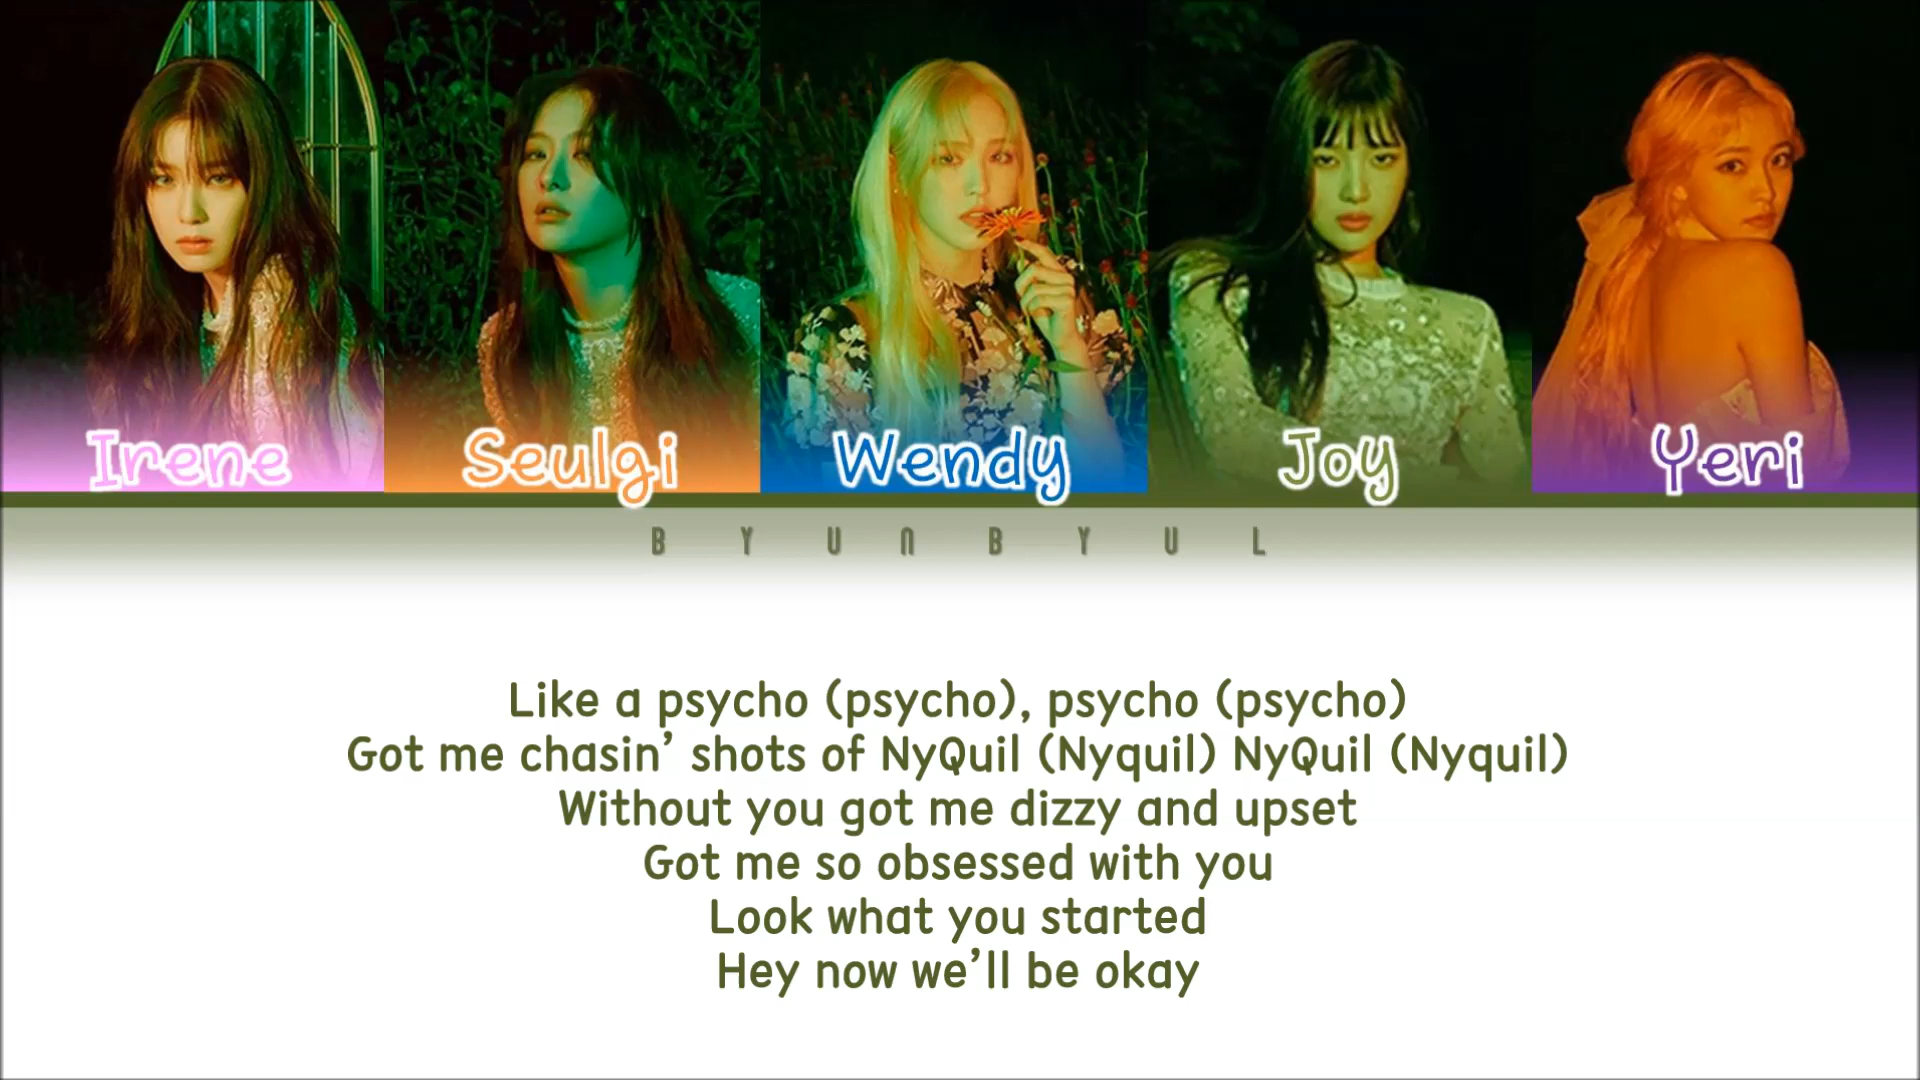 Irene Seulgi Wendy Joy Yeri
BYUNBYUL
Like a psycho (psycho), psycho (psycho)
Got me chasin’ shots of NyQuil (Nyquil) NyQuil (Nyquil)
Without you got me dizzy and upset
Got me so obsessed with you
Look what you started
Hey now we’ll be okay